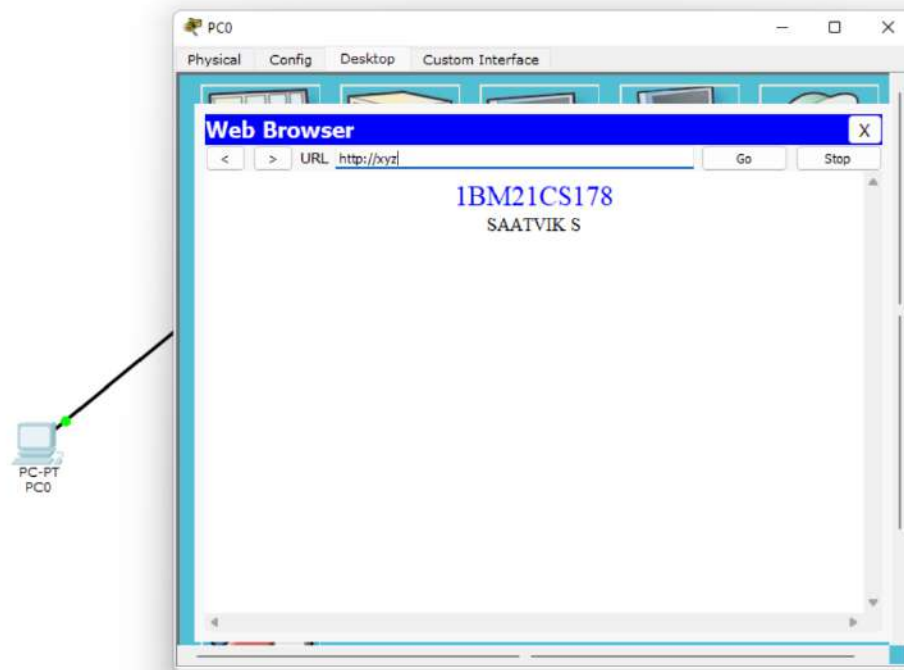 PC0
Physical Config Desktop Custom Interface
Web Browser X
< > URL http://xyz Go Stop
1BM21CS178
SAATVIK S
PC-PT
PC0